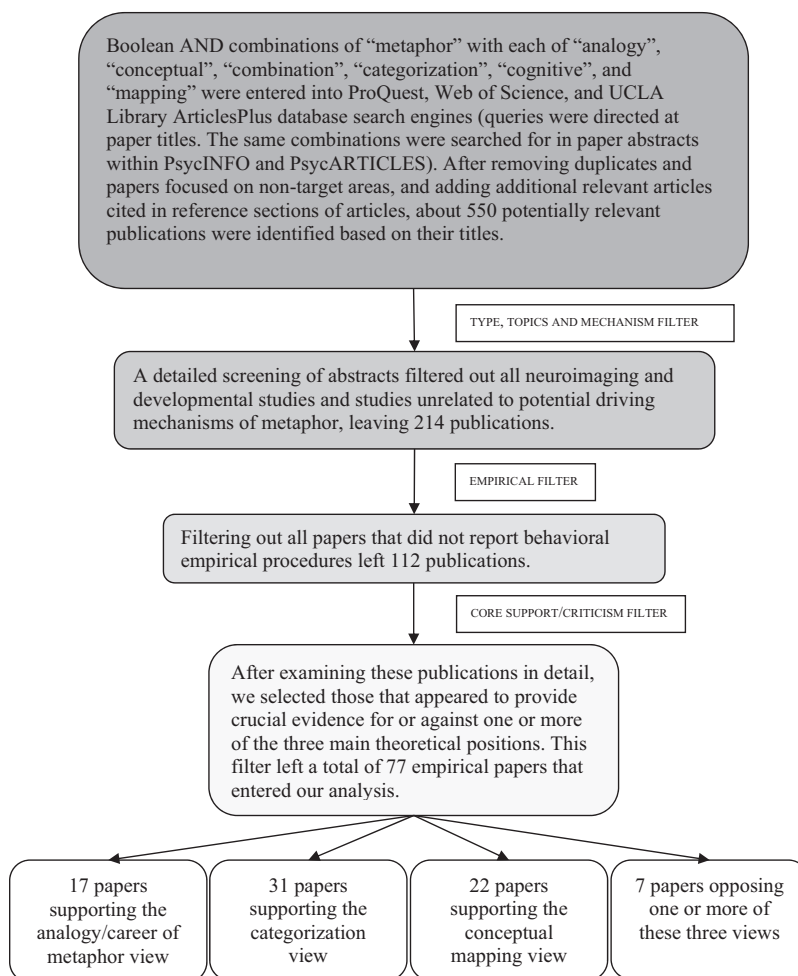 Boolean AND combinations of “metaphor” with each of “analogy”,
“conceptual”, “combination”, “categorization”, “cognitive”, and
“mapping” were entered into ProQuest, Web of Science, and UCLA
Library ArticlesPlus database search engines (queries were directed at
paper titles. The same combinations were searched for in paper abstracts
within PsycINFO and PsycARTICLES). After removing duplicates and
papers focused on non-target areas, and adding additional relevant articles
cited in reference sections of articles, about 550 potentially relevant
publications were identified based on their titles.
TYPE, TOPICS AND MECHANISM FILTER
A detailed screening of abstracts filtered out all neuroimaging and
developmental studies and studies unrelated to potential driving
mechanisms of metaphor, leaving 214 publications.
EMPIRICAL FILTER
Filtering out all papers that did not report behavioral
empirical procedures left 112 publications.
CORE SUPPORT/CRITICISM FILTER
After examining these publications in detail,
we selected those that appeared to provide
crucial evidence for or against one or more
of the three main theoretical positions. This
filter left a total of 77 empirical papers that
entered our analysis.
17 papers
supporting the
analogy/career of
metaphor view
31 papers
supporting the
categorization
view
22 papers
supporting the
conceptual
mapping view
7 papers opposing
one or more of
these three views